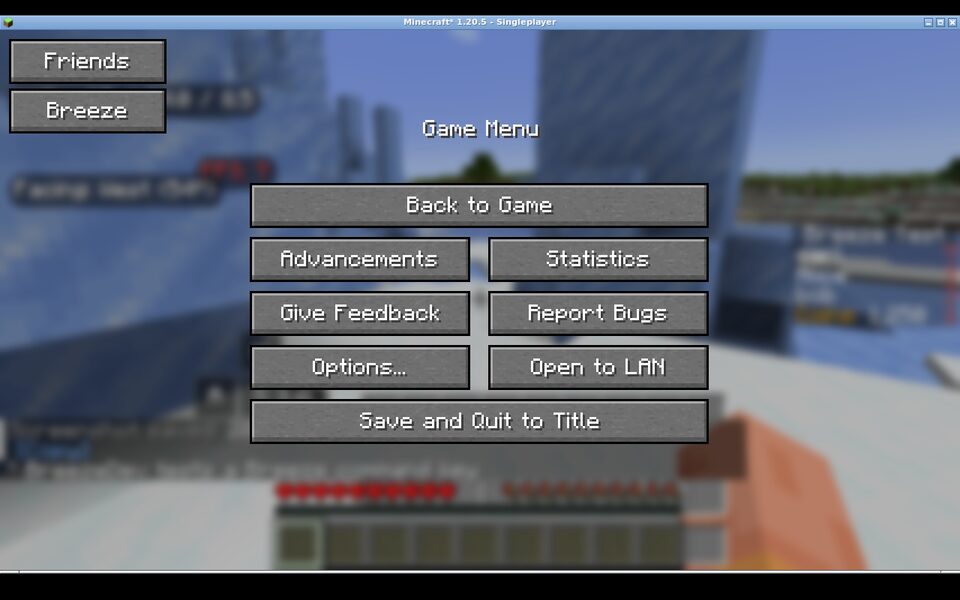 Minecraft* 1.20.5 - Singleplayer
Friends
Breeze
Game Menu
Back to Game
Advancements
Statistics
Give Feedback
Report Bugs
Options...
Open to LAN
Save and Quit to Title